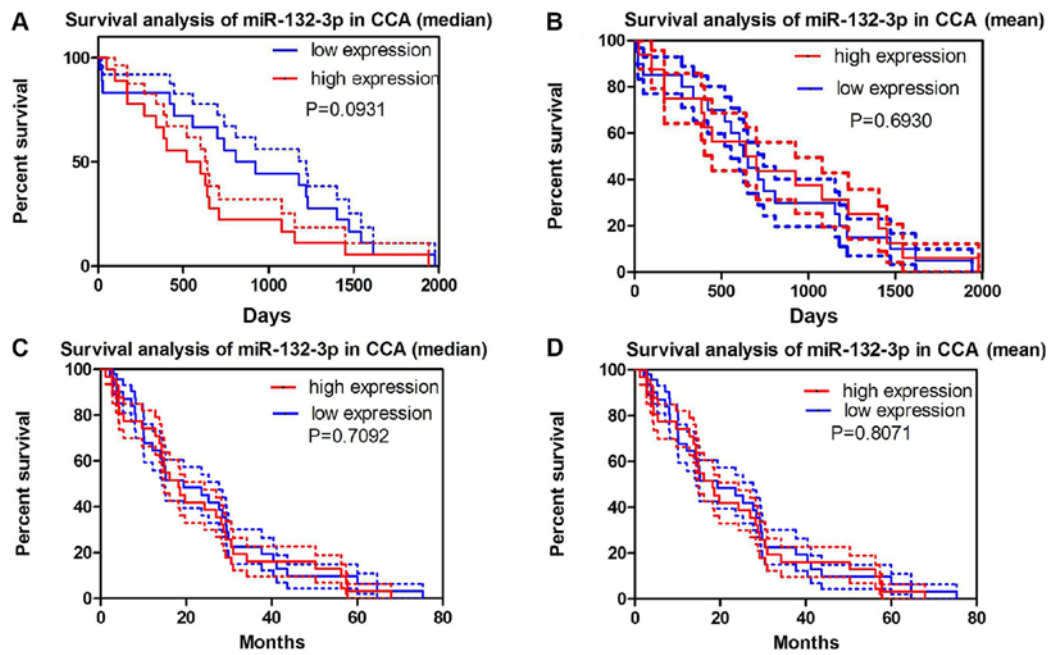 A
Survival analysis of miR-132-3p in CCA (median)
low expression
high expression
P=0.0931
Percent survival
100
50
0
0 500 1000 1500 2000
Days
B
Survival analysis of miR-132-3p in CCA (mean)
high expression
low expression
P=0.6930
Percent survival
100
80
60
40
20
0
0 500 1000 1500 2000
Days
C
Survival analysis of miR-132-3p in CCA (median)
high expression
low expression
P=0.7092
Percent survival
100
80
60
40
20
0
0 20 40 60 80
Months
D
Survival analysis of miR-132-3p in CCA (mean)
high expression
low expression
P=0.8071
Percent survival
100
80
60
40
20
0
0 20 40 60 80
Months